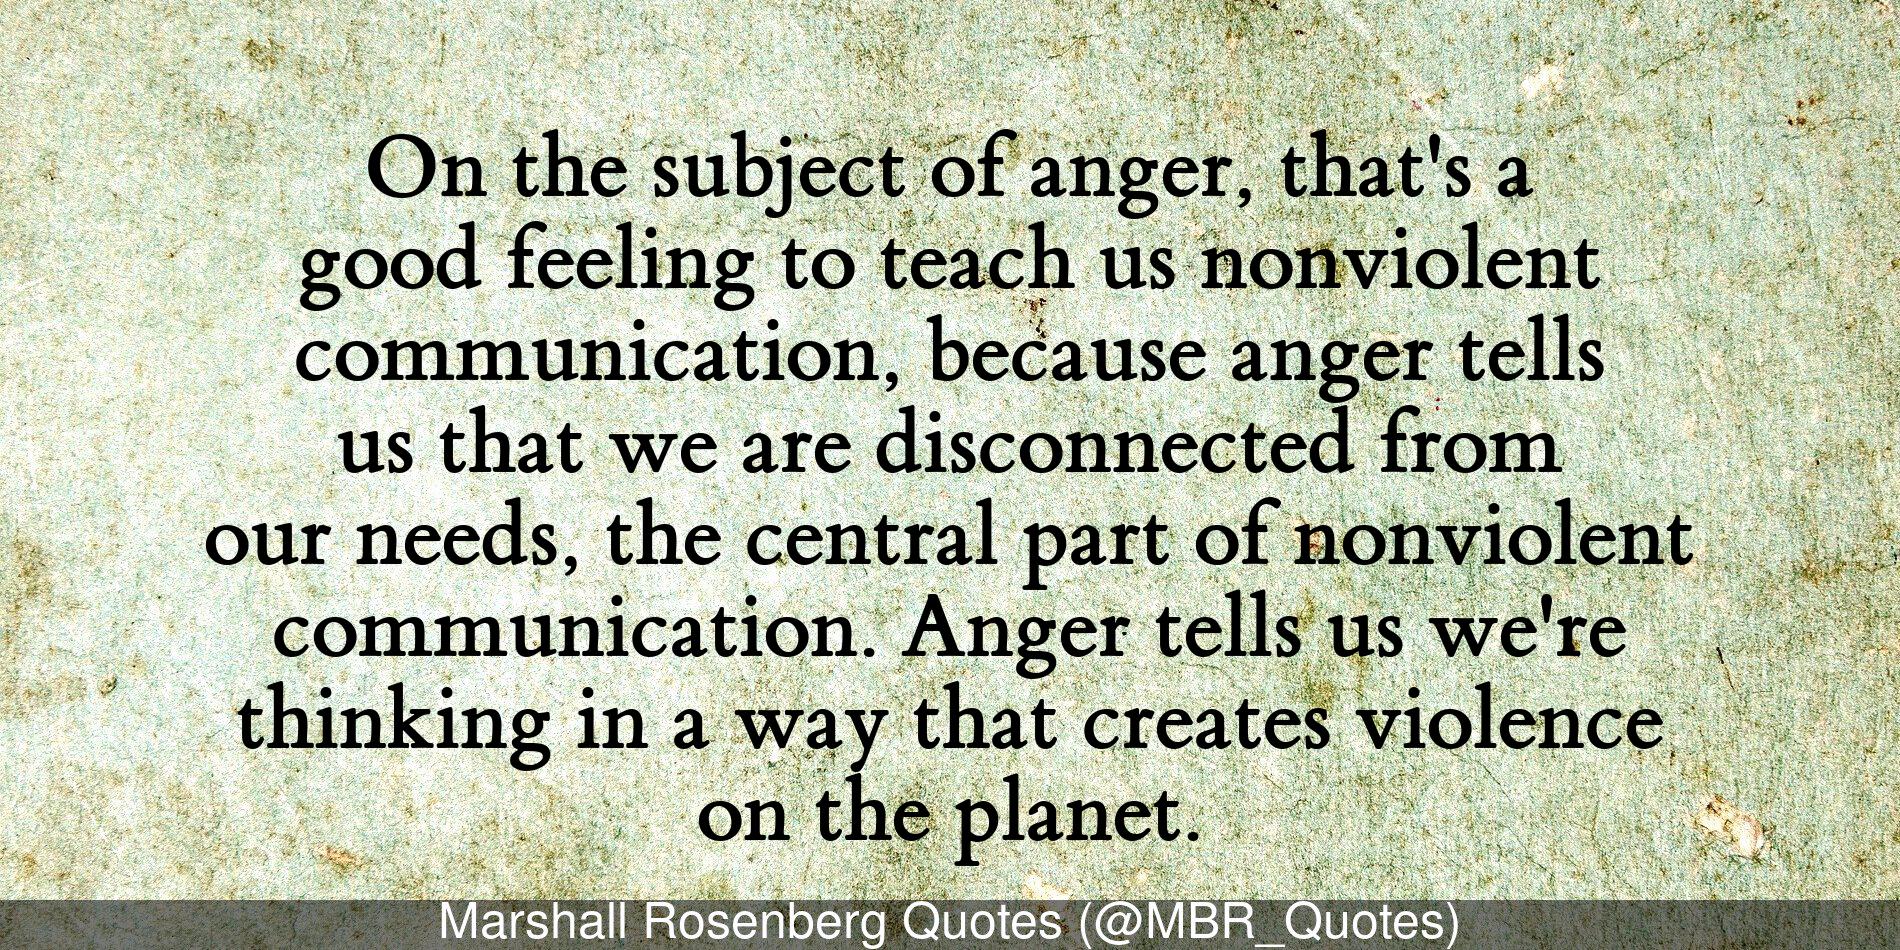 On the subject of anger, that's a
good feeling to teach us nonviolent
communication, because anger tells
us that we are disconnected from
our needs, the central part of nonviolent
communication. Anger tells us we're
thinking in a way that creates violence
on the planet.
Marshall Rosenberg Quotes (@MBR_Quotes)